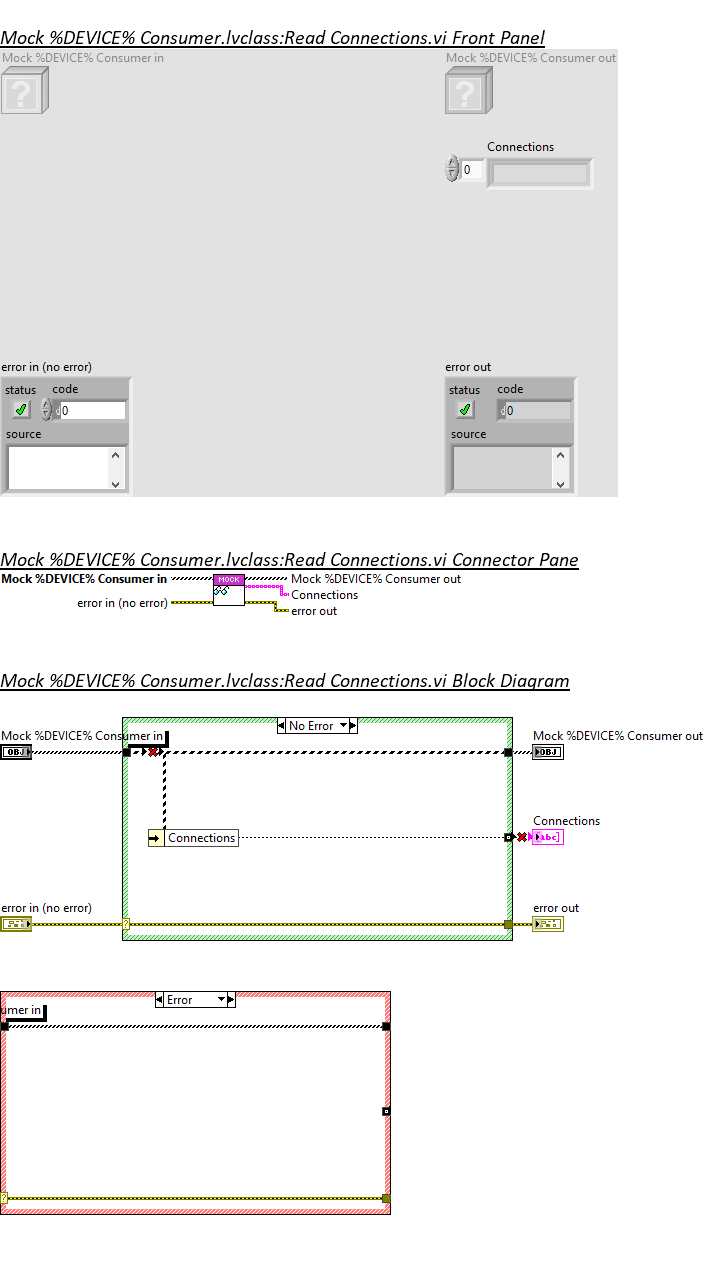 Mock %DEVICE% Consumer.lvclass:Read Connections.vi Front Panel
Mock %DEVICE% Consumer in
Mock %DEVICE% Consumer out
?
?
Connections
0
error in (no error)
error out
status
code
status
code
d
0
d
0
source
source
Mock %DEVICE% Consumer.lvclass:Read Connections.vi Connector Pane
Mock %DEVICE% Consumer in
MOCK
Mock %DEVICE% Consumer out
Connections
error in (no error)
error out
Mock %DEVICE% Consumer.lvclass:Read Connections.vi Block Diagram
No Error
Mock %DEVICE% Consumer in
Mock %DEVICE% Consumer out
OBJ
OBJ
Connections
Connections
abc
error in (no error)
error out
?
Error
umer in
?